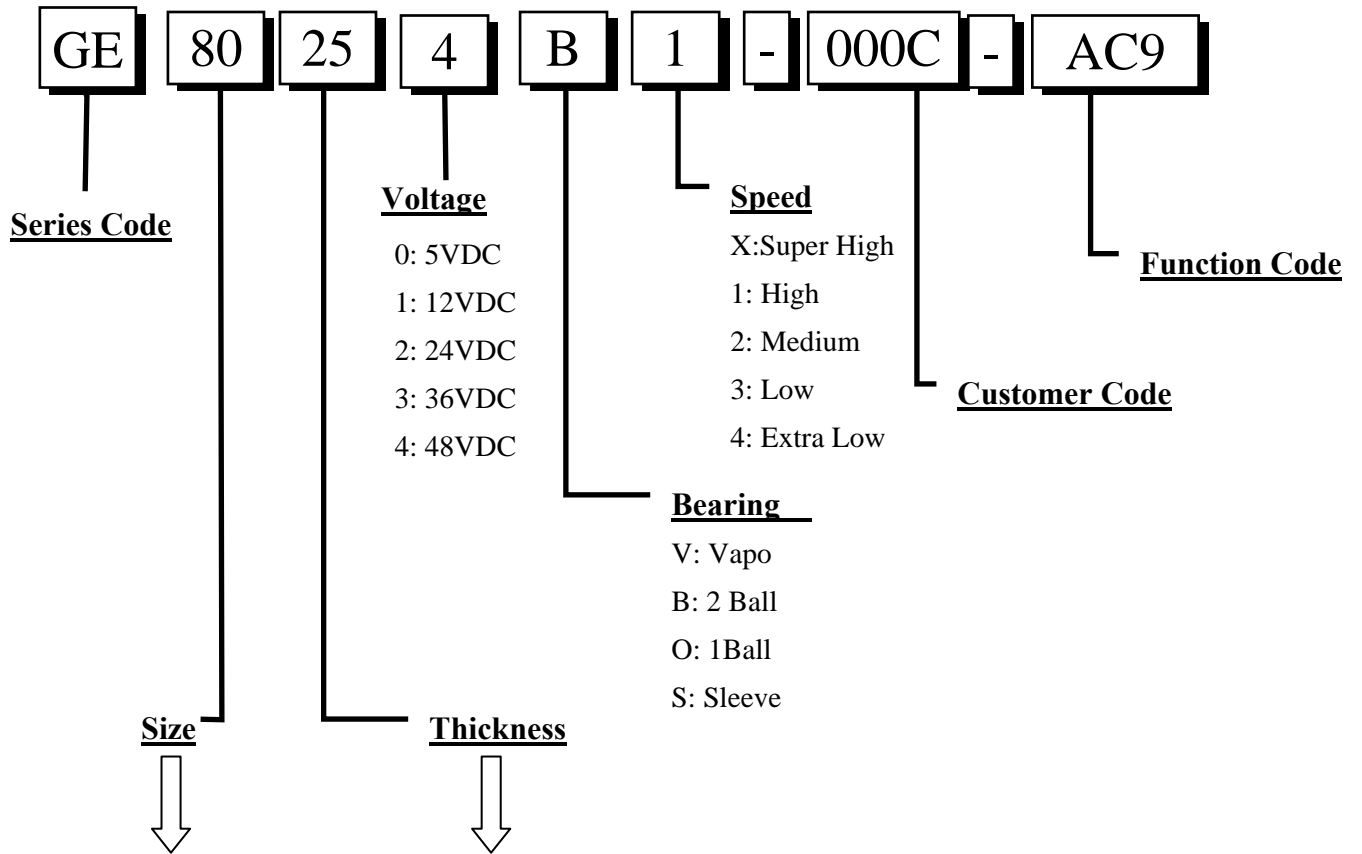 GE 80 25 4 B 1 - 000C - AC9
Series Code
Voltage
0: 5VDC
1: 12VDC
2: 24VDC
3: 36VDC
4: 48VDC
Speed
X:Super High
1: High
2: Medium
3: Low
4: Extra Low
Function Code
Customer Code
Bearing
V: Vapo
B: 2 Ball
O: 1Ball
S: Sleeve
Size
Thickness